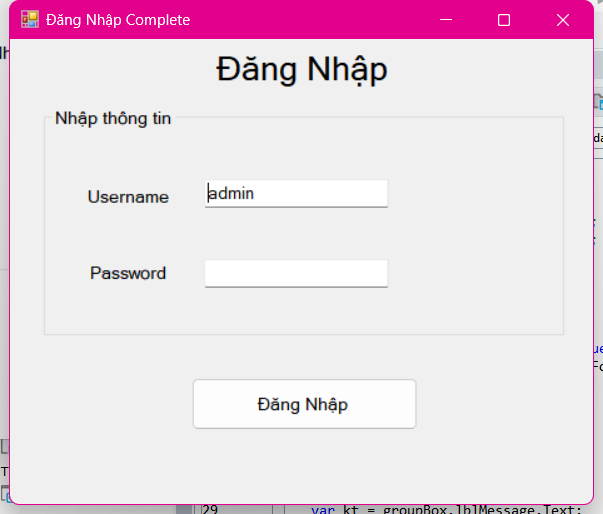 Đăng Nhập Complete
Đăng Nhập
Nhập thông tin
Username
admin
Password
Đăng Nhập
29
var kt = groupBox.lblMessage.Text;